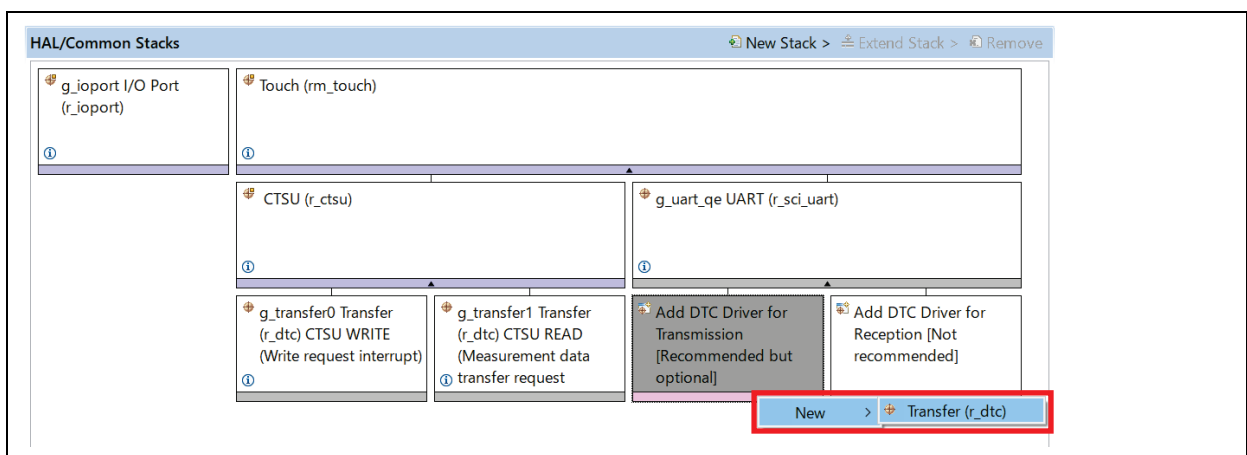 HAL/Common Stacks
New Stack > Extend Stack > Remove
g_ioport I/O Port
(r_ioport)
Touch (rm_touch)
CTSU (r_ctsu)
g_uart_qe UART (r_sci_uart)
g_transfer0 Transfer
(r_dtc) CTSU WRITE
(Write request interrupt)
g_transfer1 Transfer
(r_dtc) CTSU READ
(Measurement data
transfer request
Add DTC Driver for
Transmission
[Recommended but
optional]
Add DTC Driver for
Reception [Not
recommended]
New > Transfer (r_dtc)